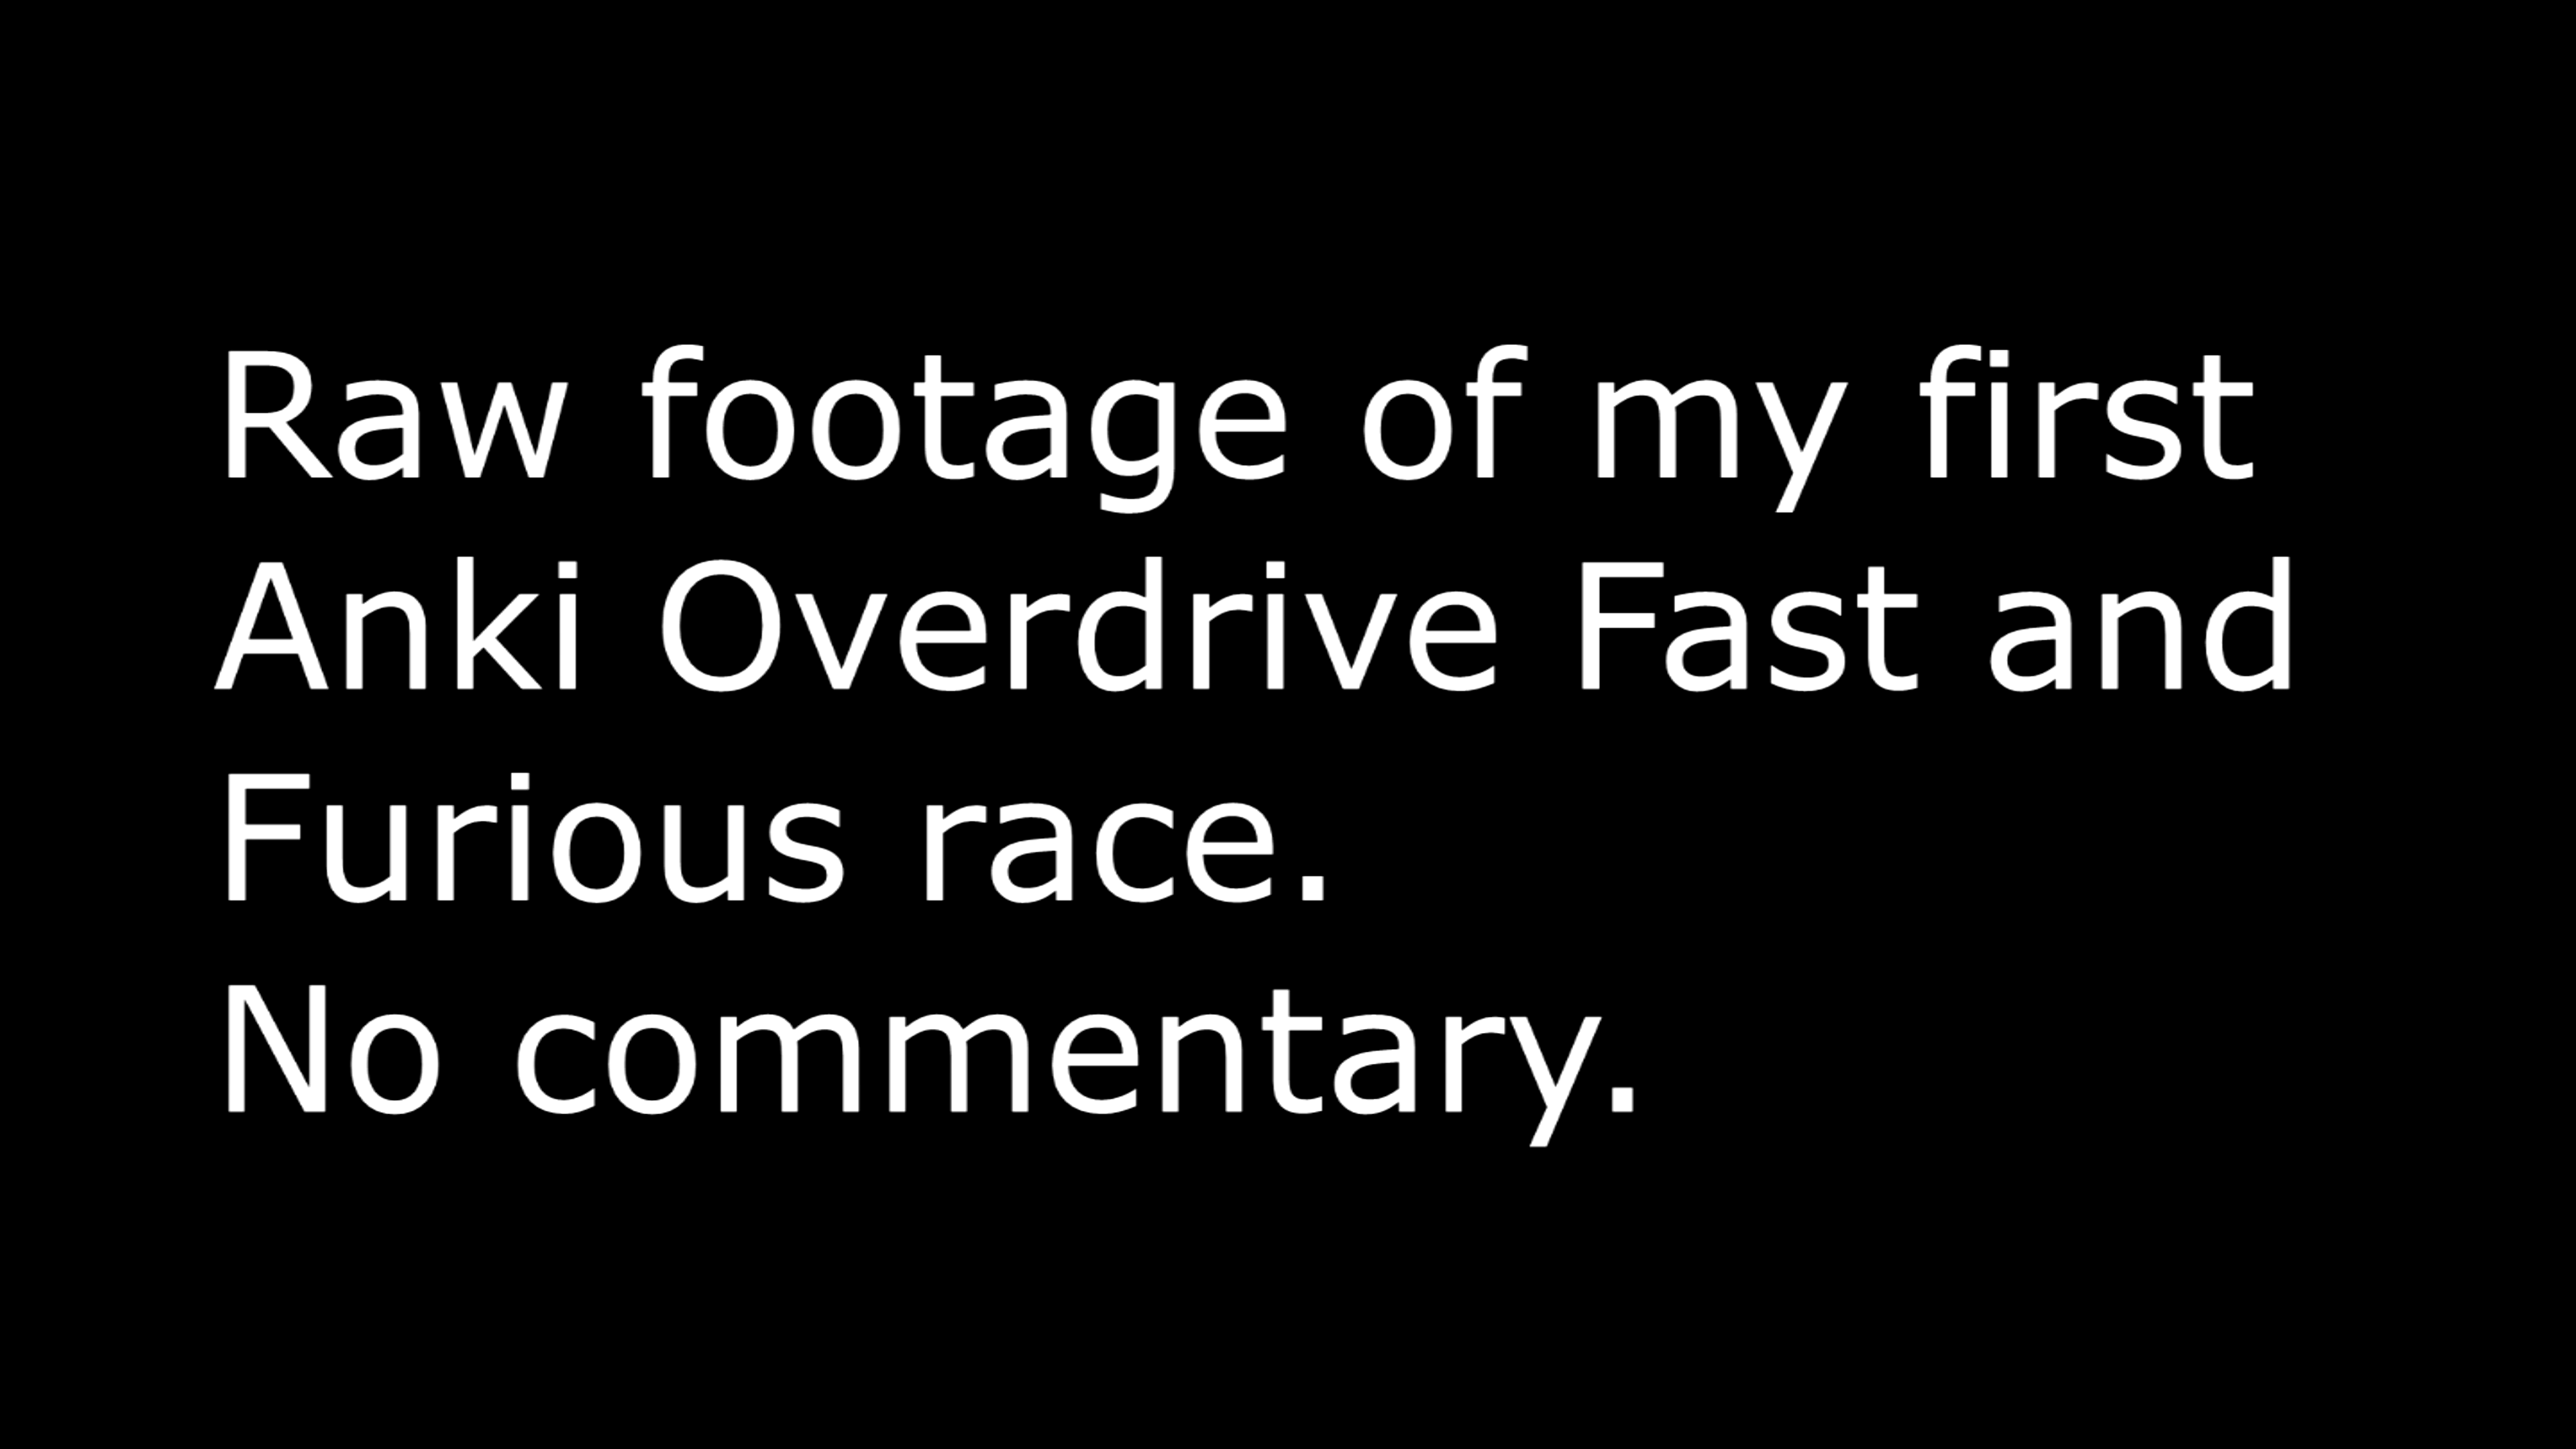 Raw footage of my first
Anki Overdrive Fast and
Furious race.
No commentary.